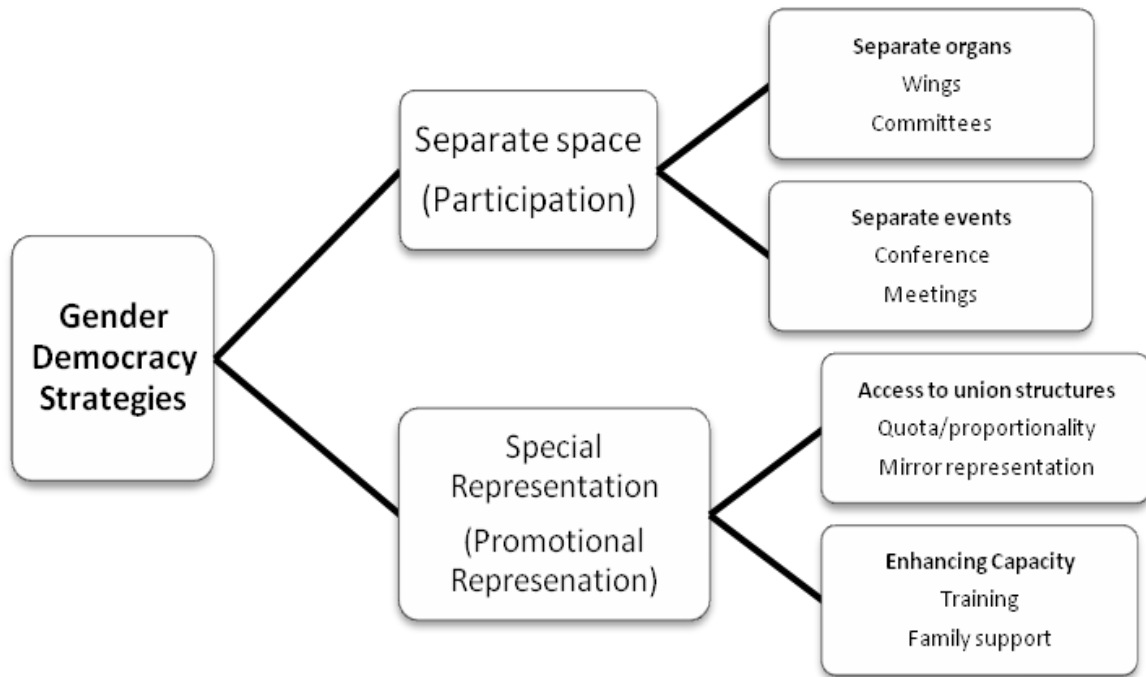 Gender
Democracy
Strategies
Separate space
(Participation)
Separate organs
Wings
Committees
Separate events
Conference
Meetings
Special
Representation
(Promotional
Represenation)
Access to union structures
Quota/proportionality
Mirror representation
Enhancing Capacity
Training
Family support